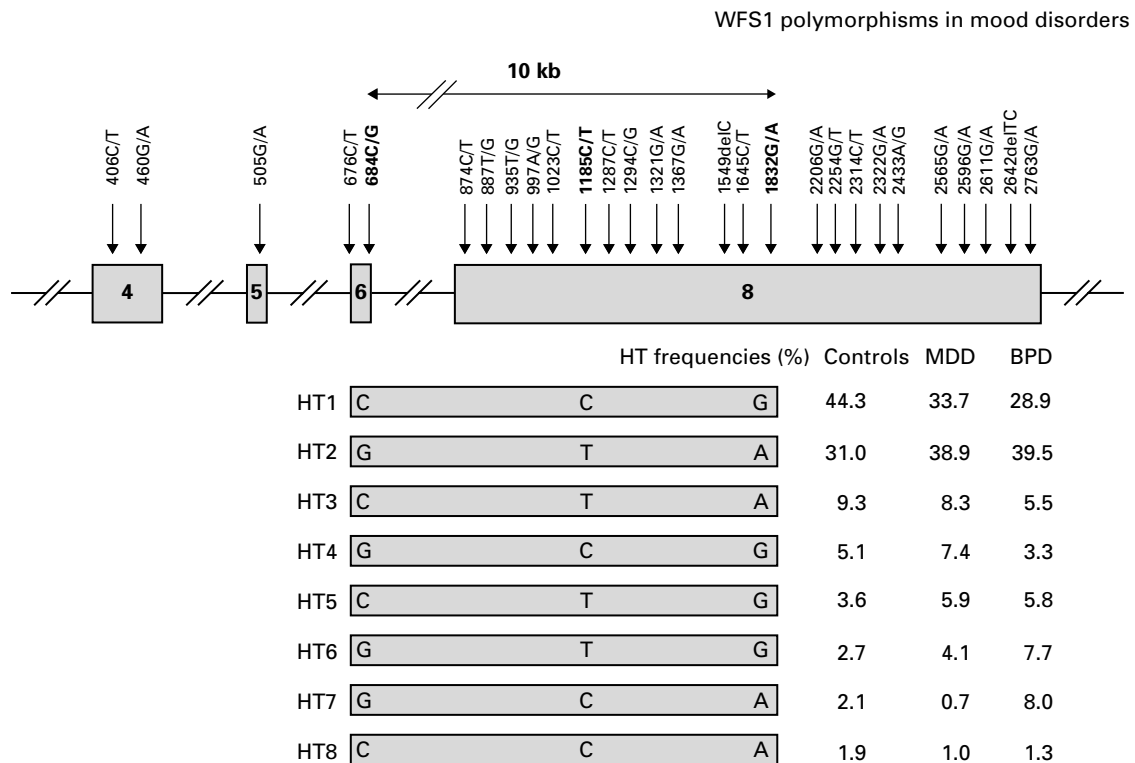 WFS1 polymorphisms in mood disorders
10 kb
406C/T
460G/A
505G/A
676C/T
684C/G
874C/T
887T/G
935T/G
997A/G
1023C/T
1185C/T
1287C/T
1294C/G
1321G/A
1367G/A
1549delC
1645C/T
1832G/A
2206G/A
2254G/T
2314C/T
2322G/A
2433A/G
2565G/A
2596G/A
2611G/A
2642delTC
2763G/A
4 5 6 8
HT frequencies (%) Controls MDD BPD
HT1 C C G 44.3 33.7 28.9
HT2 G T A 31.0 38.9 39.5
HT3 C T A 9.3 8.3 5.5
HT4 G C G 5.1 7.4 3.3
HT5 C T G 3.6 5.9 5.8
HT6 G T G 2.7 4.1 7.7
HT7 G C A 2.1 0.7 8.0
HT8 C C A 1.9 1.0 1.3